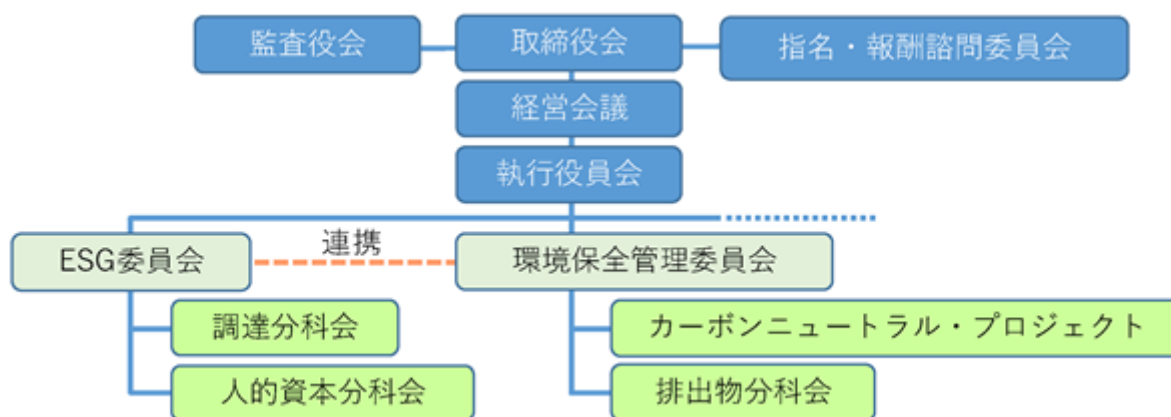 監査役会
取締役会
指名・報酬諮問委員会
経営会議
執行役員会
ESG委員会
連携
環境保全管理委員会
調達分科会
カーボンニュートラル・プロジェクト
人的資本分科会
排出物分科会